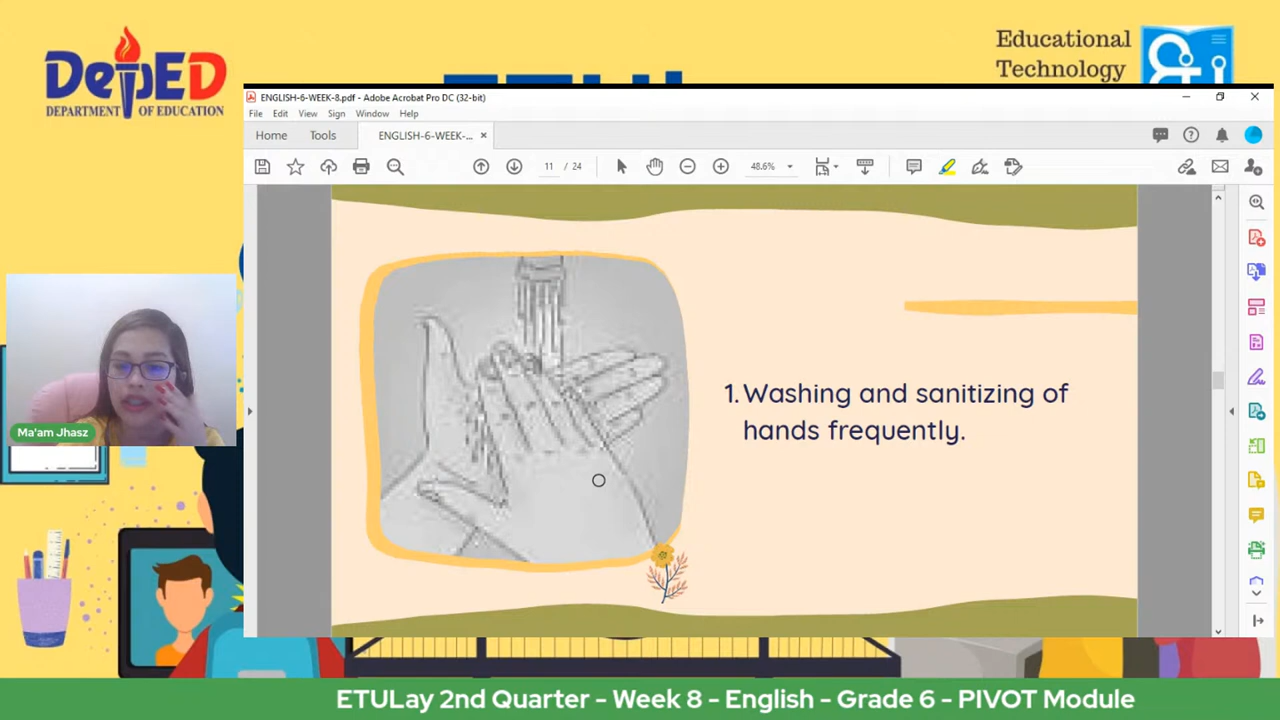 DepED
DEPARTMENT OF EDUCATION
Educational
Technology
ENGLISH-6-WEEK-8.pdf - Adobe Acrobat Pro DC (32-bit)
File Edit View Sign Window Help
Home Tools ENGLISH-6-WEEK-...
11 / 24 48.6%
1. Washing and sanitizing of
hands frequently.
Ma'am Jhasz
ETULay 2nd Quarter - Week 8 - English - Grade 6 - PIVOT Module